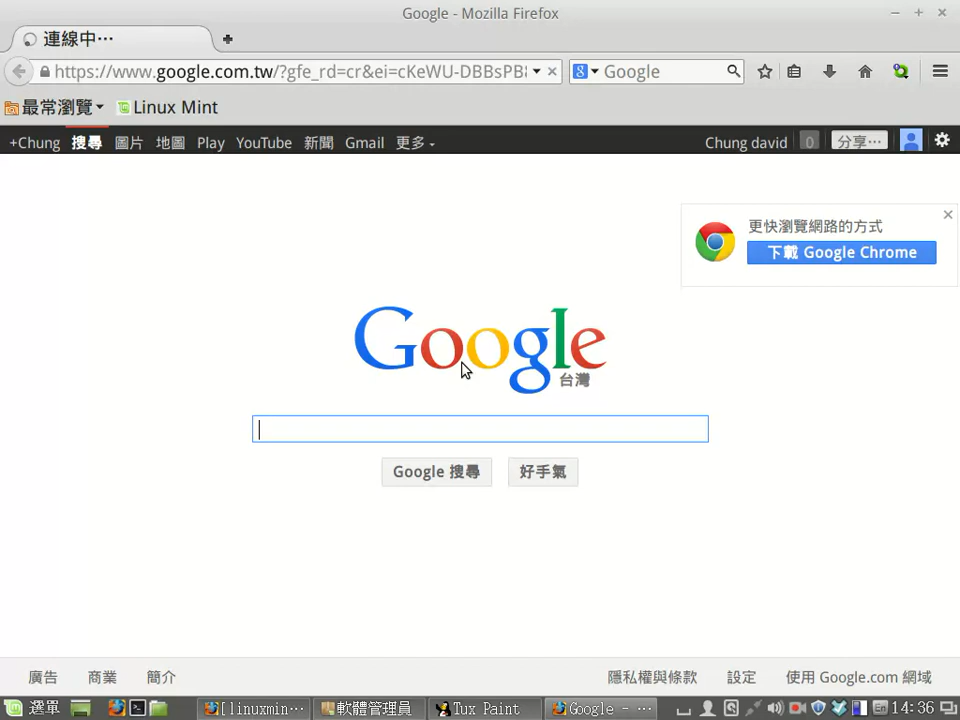 Google - Mozilla Firefox
連線中…
https://www.google.com.tw/?gfe_rd=cr&ei=cKeWU-DBBsPB8
Google
最常瀏覽 Linux Mint
+Chung 搜尋 圖片 地圖 Play YouTube 新聞 Gmail 更多 Chung david 0 分享…
更快瀏覽網路的方式
下載 Google Chrome
Google
台灣
Google 搜尋 好手氣
廣告 商業 簡介 隱私權與條款 設定 使用 Google.com 網域
選單 [linuxmin… 軟體管理員 Tux Paint Google - … En 14:36